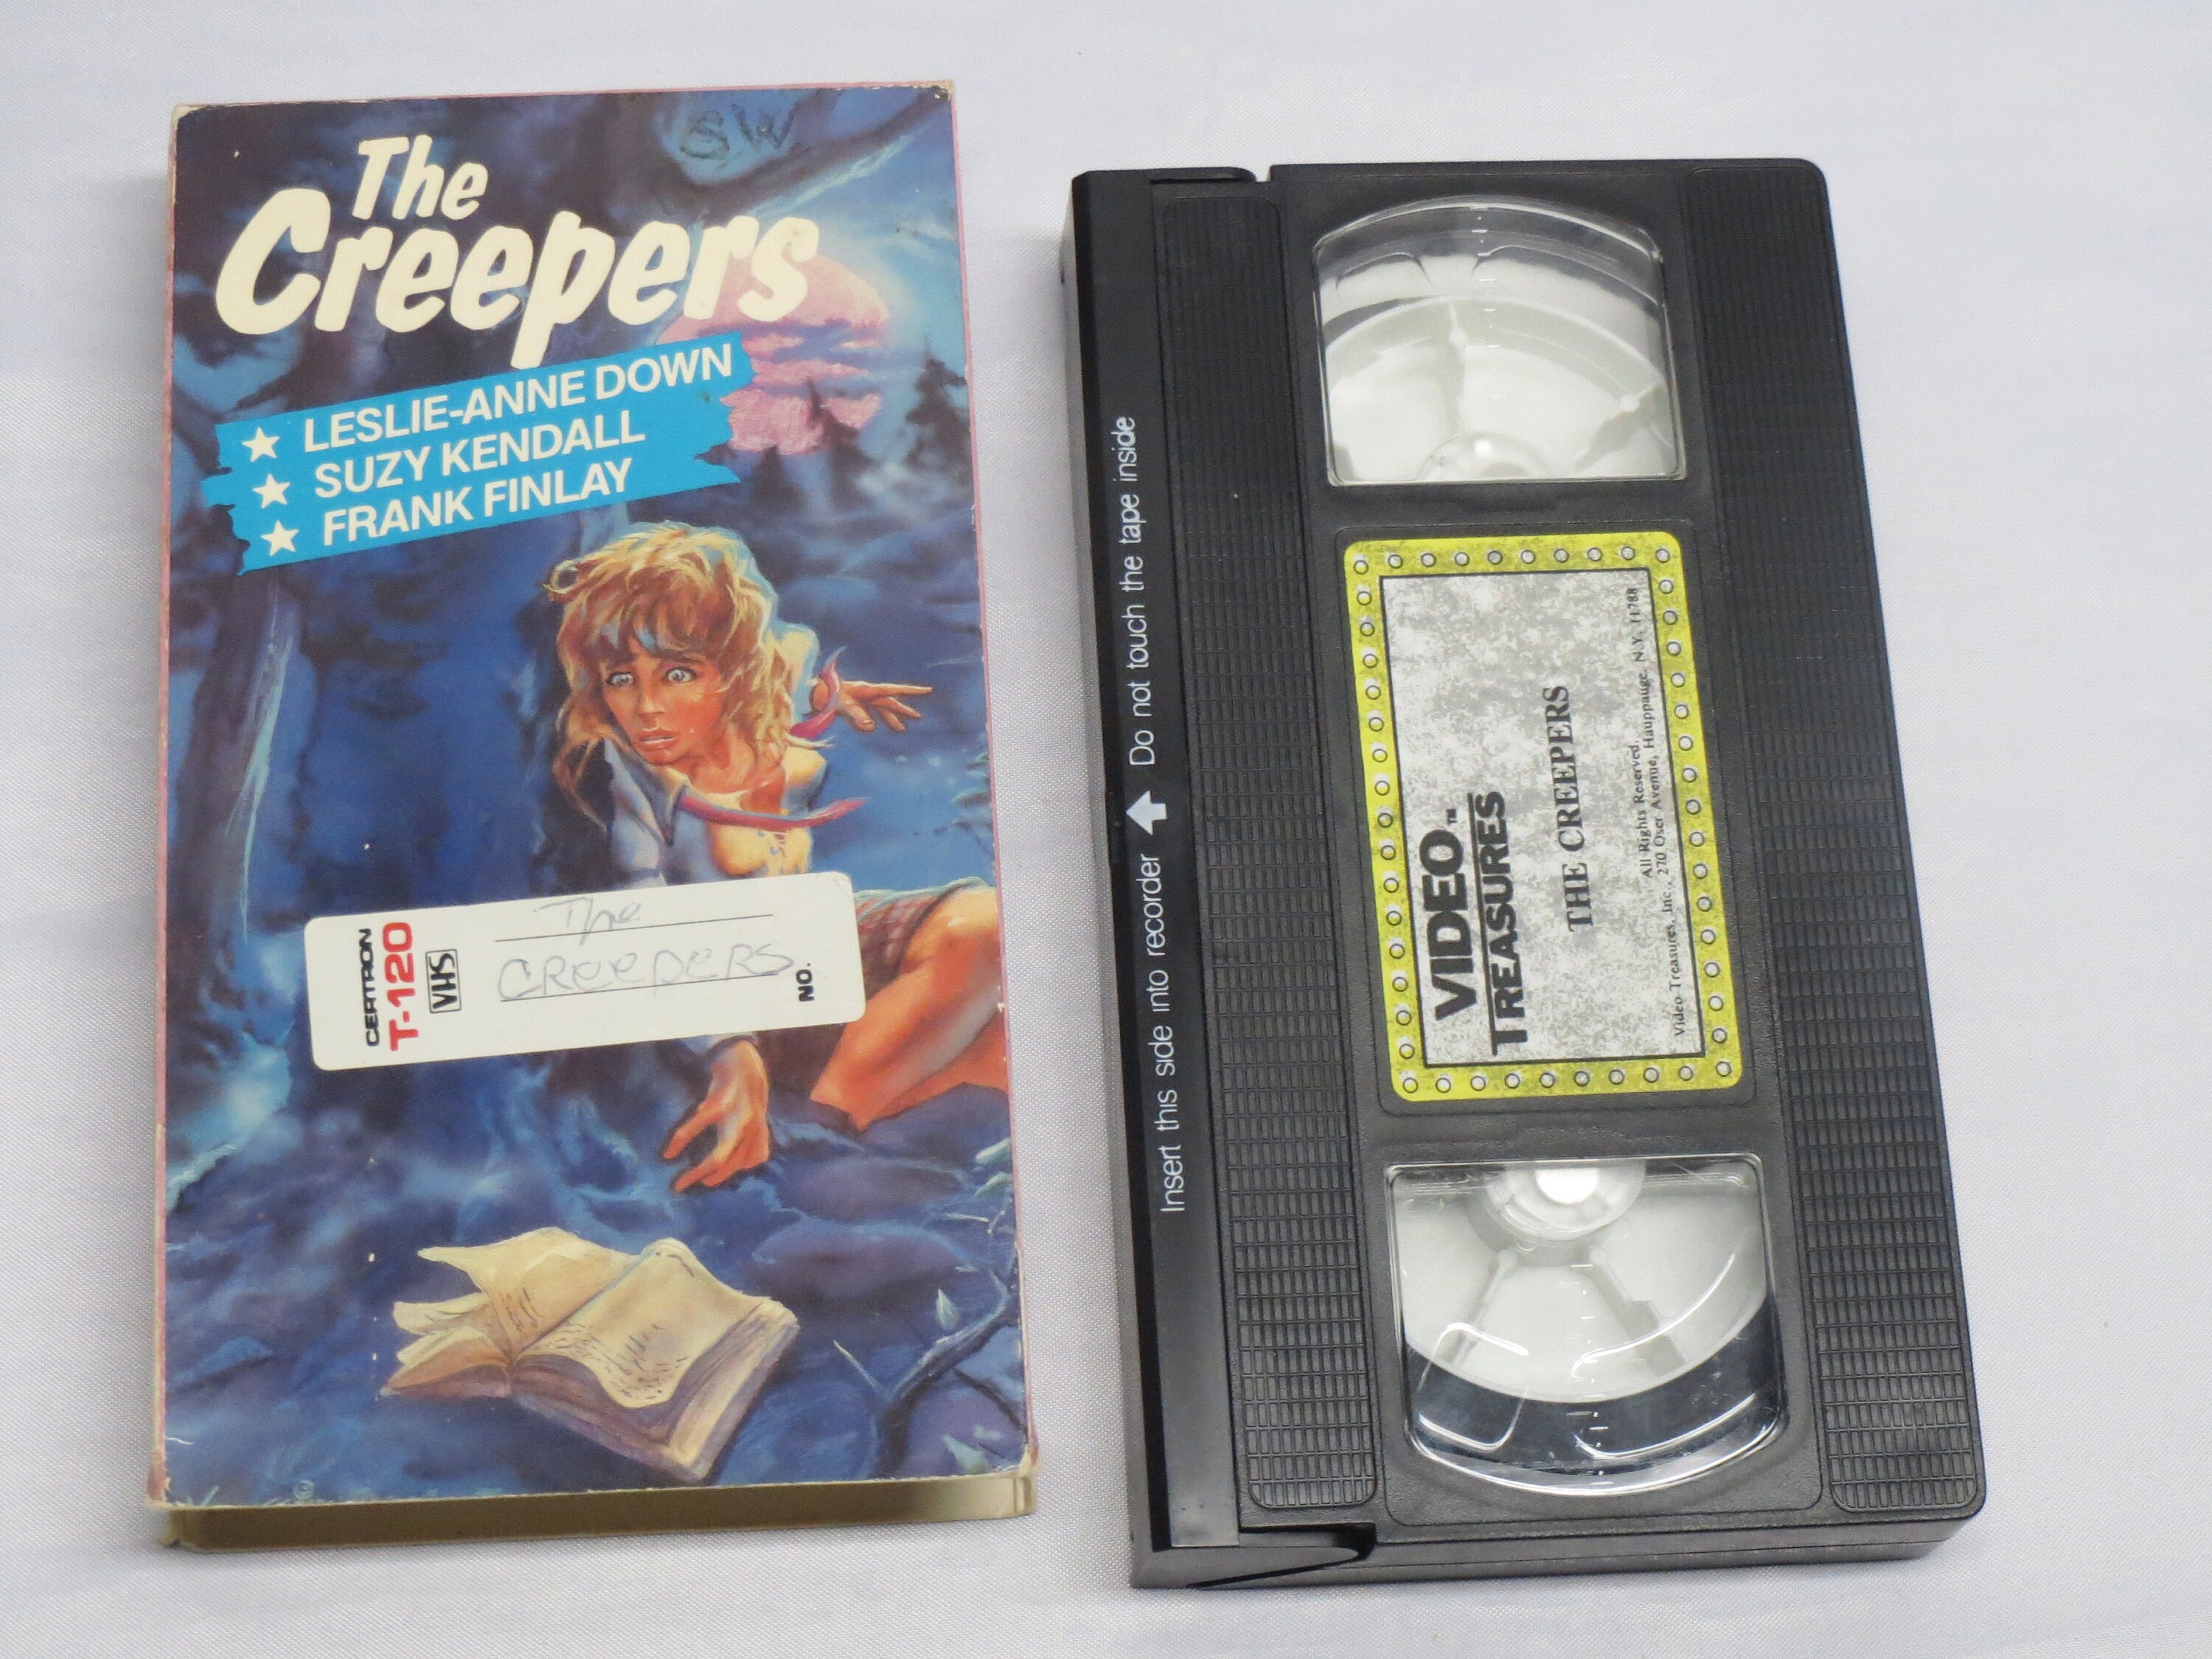 SW
The
Creepers
★ LESLIE-ANNE DOWN
★ SUZY KENDALL
★ FRANK FINLAY
CERTRON
T-120
VHS
The
CREEPERS
NO.
Insert this side into recorder ⬆ Do not touch the tape inside
VIDEO™
TREASURES
THE CREEPERS
All Rights Reserved.
Video Treasures, Inc., 270 Oser Avenue, Hauppauge, N.Y. 11788